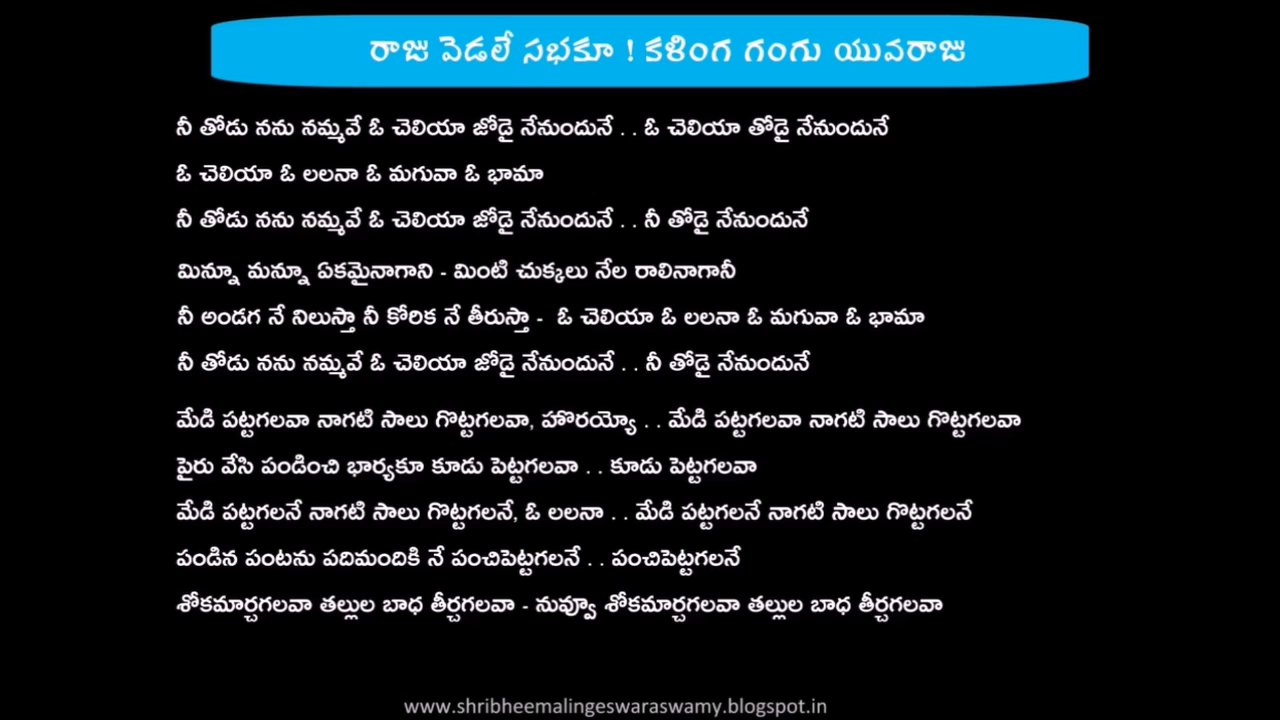 రాజు వెడలే సభకూ ! కళింగ గంగు యువరాజు
నీ తోడు నను నమ్మవే ఓ చెలియా జోడై నేనుందునే . . ఓ చెలియా తోడై నేనుందునే
ఓ చెలియా ఓ లలనా ఓ మగువా ఓ భామా
నీ తోడు నను నమ్మవే ఓ చెలియా జోడై నేనుందునే . . నీ తోడై నేనుందునే
మిన్నూ మన్నూ ఏకమైనాగాని - మింటి చుక్కలు నేల రాలినాగానీ
నీ అండగ నే నిలుస్తా నీ కోరిక నే తీరుస్తా - ఓ చెలియా ఓ లలనా ఓ మగువా ఓ భామా
నీ తోడు నను నమ్మవే ఓ చెలియా జోడై నేనుందునే . . నీ తోడై నేనుందునే
మేడి పట్టగలవా నాగటి సాలు గొట్టగలవా, హొరయ్యో . . మేడి పట్టగలవా నాగటి సాలు గొట్టగలవా
పైరు వేసి పండించి భార్యకూ కూడు పెట్టగలవా . . కూడు పెట్టగలవా
మేడి పట్టగలనే నాగటి సాలు గొట్టగలనే, ఓ లలనా . . మేడి పట్టగలనే నాగటి సాలు గొట్టగలనే
పండిన పంటను పదిమందికి నే పంచిపెట్టగలనే . . పంచిపెట్టగలనే
శోకమార్చగలవా తల్లుల బాధ తీర్చగలవా - నువ్వూ శోకమార్చగలవా తల్లుల బాధ తీర్చగలవా
www.shribheemalingeswaraswamy.blogspot.in